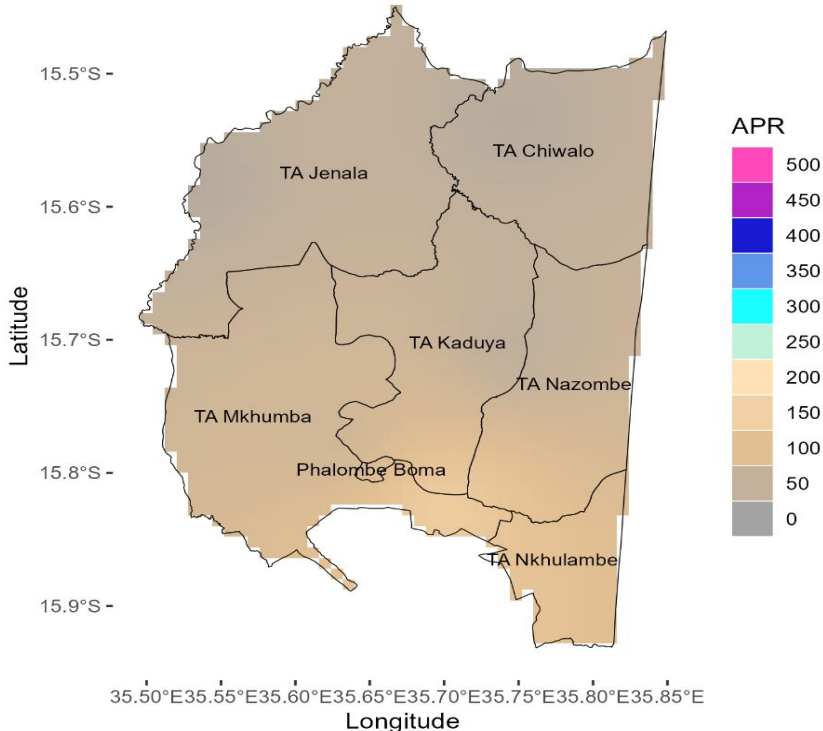 APR
500
450
400
350
300
250
200
150
100
50
0
Latitude
15.5°S
15.6°S
15.7°S
15.8°S
15.9°S
TA Chiwalo
TA Jenala
TA Kaduya
TA Nazombe
TA Mkhumba
Phalombe Boma
TA Nkhulambe
35.50°E35.55°E35.60°E35.65°E35.70°E35.75°E35.80°E35.85°E
Longitude